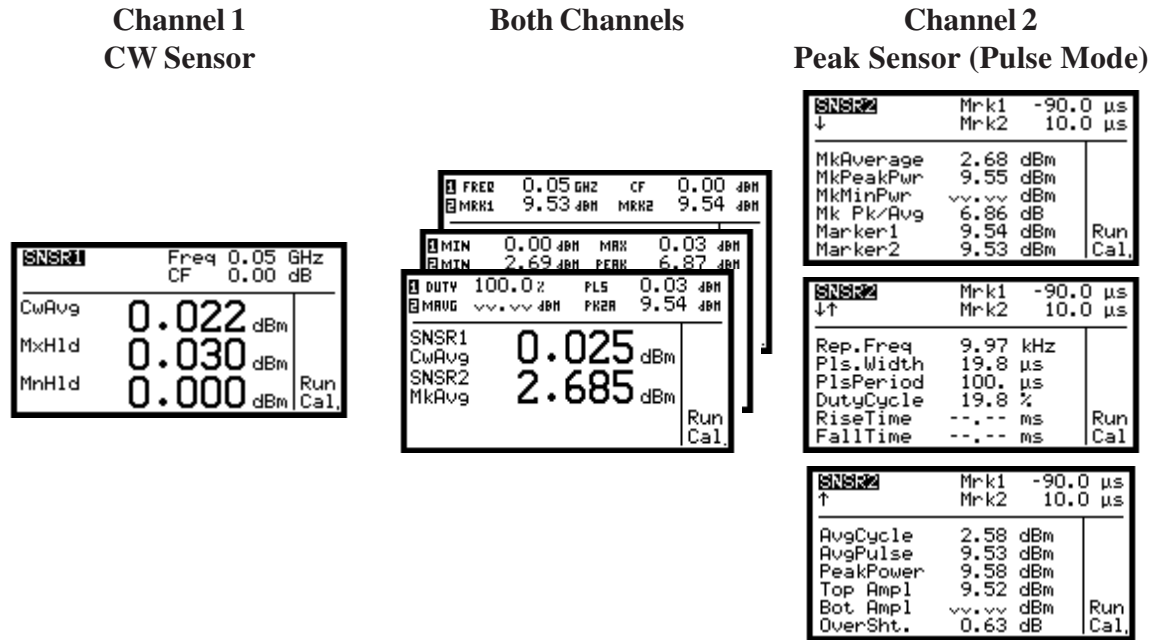 Channel 1
CW Sensor
Both Channels
Channel 2
Peak Sensor (Pulse Mode)
SNSR1 Freq 0.05 GHz
CF 0.00 dB
CwAvg 0.022 dBm
MxHld 0.030 dBm
MnHld 0.000 dBm
Run
Cal.
1 FREQ 0.05 GHZ CF 0.00 dBM
2 MRK1 9.53 dBM MRK2 9.54 dBM
1 MIN 0.00 dBM MAX 0.03 dBM
2 MIN 2.69 dBM PEAK 6.87 dBM
1 DUTY 100.0 % PLS 0.03 dBM
2 MAVG vv.vv dBM PK2A 9.54 dBM
SNSR1
CwAvg 0.025 dBm
SNSR2
MkAvg 2.685 dBm
Run
Cal.
SNSR2 Mrk1 -90.0 µs
↓ Mrk2 10.0 µs
MkAverage 2.68 dBm
MkPeakPwr 9.55 dBm
MkMinPwr vv.vv dBm
Mk Pk/Avg 6.86 dB
Marker1 9.54 dBm Run
Marker2 9.53 dBm Cal.
SNSR2 Mrk1 -90.0 µs
↓↑ Mrk2 10.0 µs
Rep.Freq 9.97 kHz
Pls.Width 19.8 µs
PlsPeriod 100. µs
DutyCycle 19.8 %
RiseTime --.-- ms Run
FallTime --.-- ms Cal
SNSR2 Mrk1 -90.0 µs
↑ Mrk2 10.0 µs
AvgCycle 2.58 dBm
AvgPulse 9.53 dBm
PeakPower 9.58 dBm
Top Ampl 9.52 dBm
Bot Ampl vv.vv dBm Run
OverSht. 0.63 dB Cal.